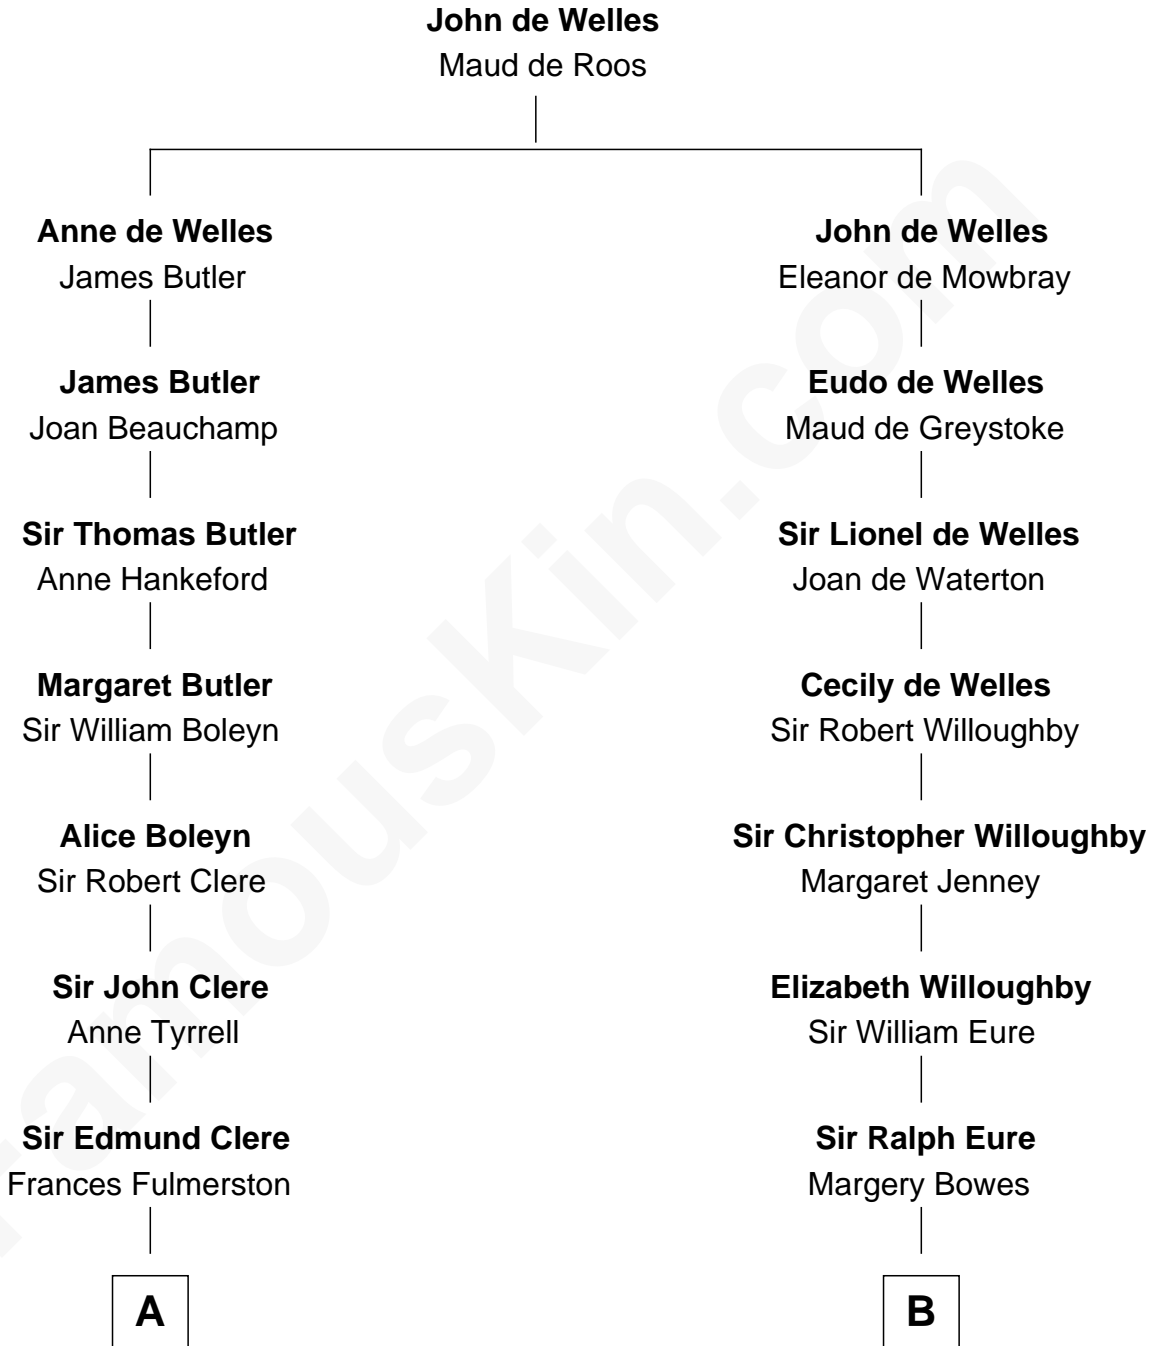 John de Welles
Maud de Roos
Anne de Welles
James Butler
John de Welles
Eleanor de Mowbray
James Butler
Joan Beauchamp
Eudo de Welles
Maud de Greystoke
Sir Thomas Butler
Anne Hankeford
Sir Lionel de Welles
Joan de Waterton
Margaret Butler
Sir William Boleyn
Cecily de Welles
Sir Robert Willoughby
Alice Boleyn
Sir Robert Clere
Sir Christopher Willoughby
Margaret Jenney
Sir John Clere
Anne Tyrrell
Elizabeth Willoughby
Sir William Eure
Sir Edmund Clere
Frances Fulmerston
Sir Ralph Eure
Margery Bowes
A
B
FamousKin.com